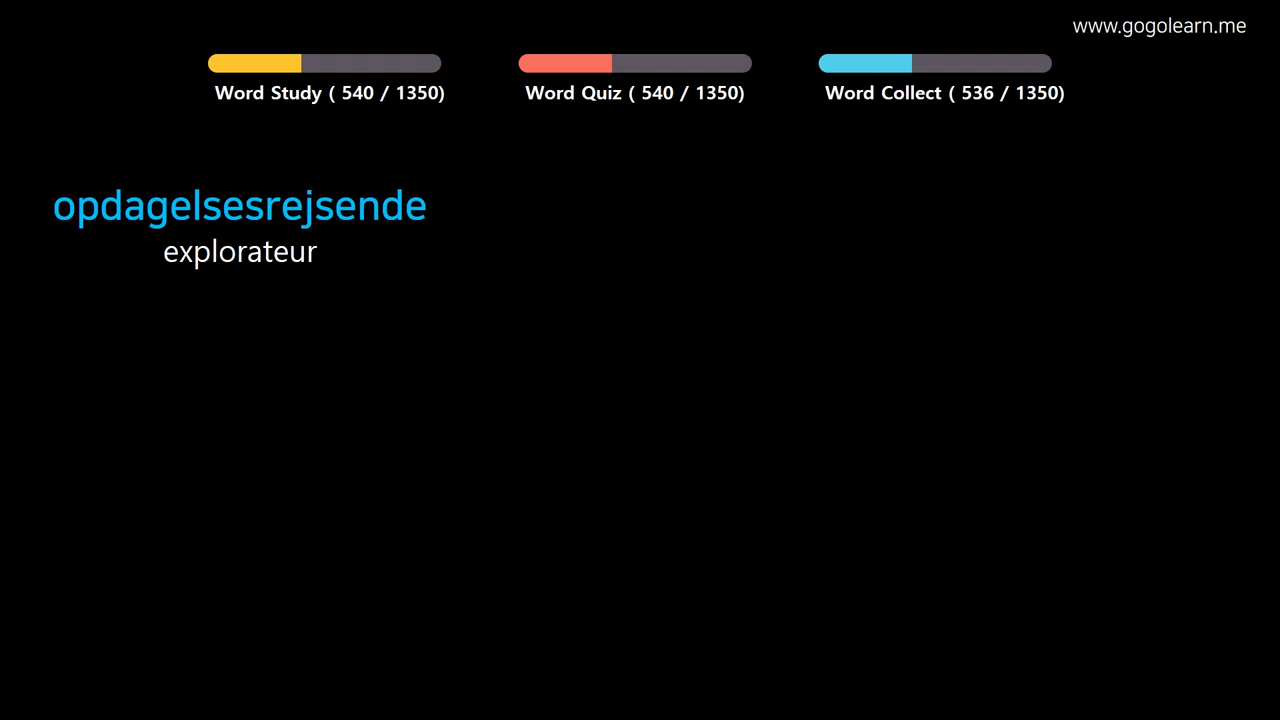 www.gogolearn.me
Word Study ( 540 / 1350)
Word Quiz ( 540 / 1350)
Word Collect ( 536 / 1350)
opdagelsesrejsende
explorateur